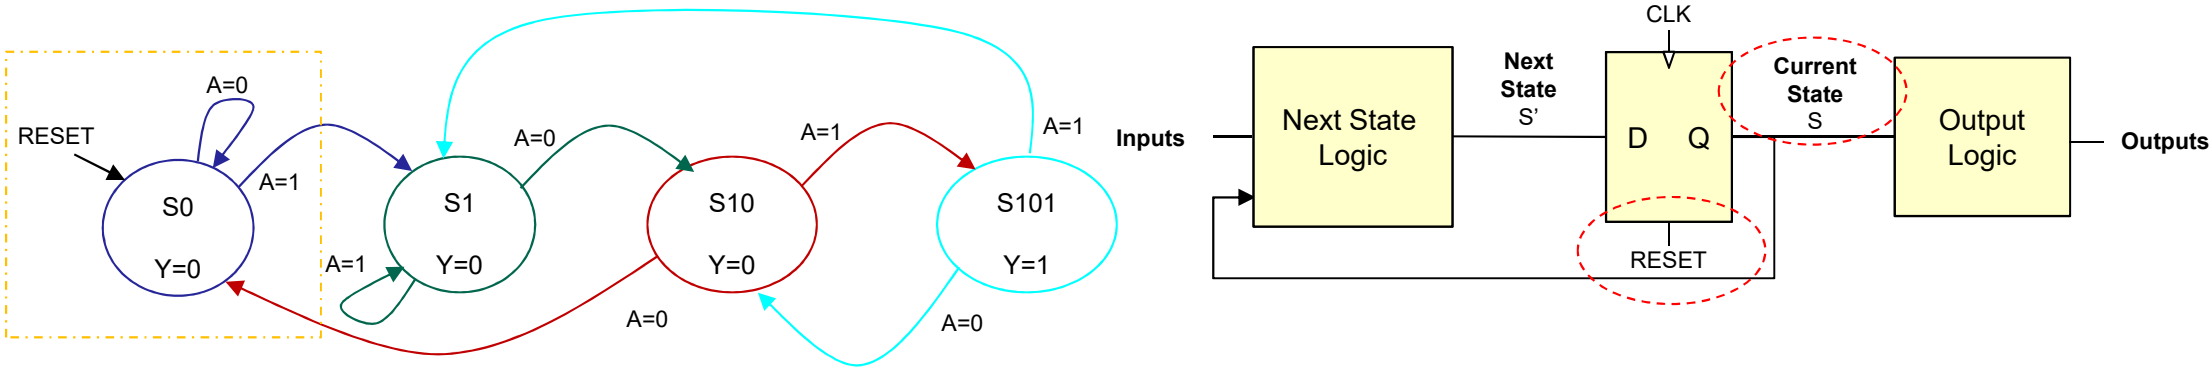 A=0
RESET
A=1
S0
Y=0
A=1
S1
Y=0
A=0
A=0
S10
Y=0
A=1
S101
Y=1
A=1
A=0
Inputs
Next State
Logic
Next
State
S'
CLK
D Q
RESET
Current
State
S
Output
Logic
Outputs